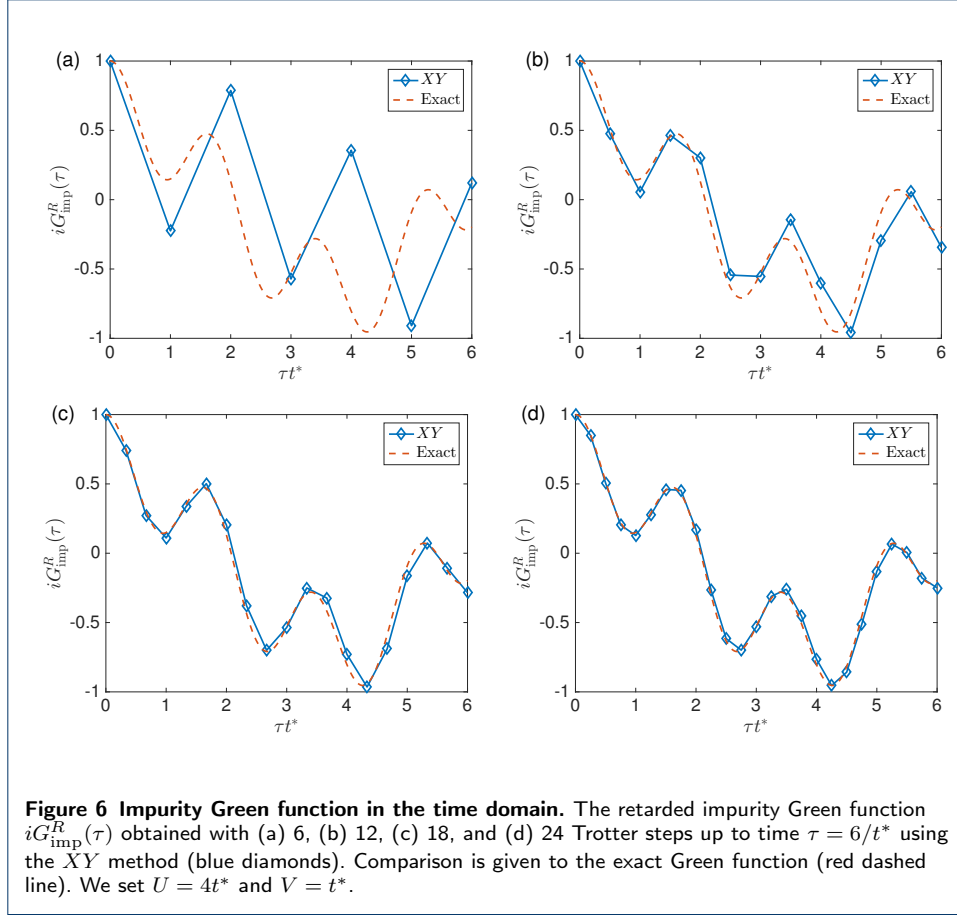 (a)
1
0.5
0
-0.5
-1
iG^R_imp(τ)
0 1 2 3 4 5 6
τt*
XY
Exact
(b)
1
0.5
0
-0.5
-1
iG^R_imp(τ)
0 1 2 3 4 5 6
τt*
XY
Exact
(c)
1
0.5
0
-0.5
-1
iG^R_imp(τ)
0 1 2 3 4 5 6
τt*
XY
Exact
(d)
1
0.5
0
-0.5
-1
iG^R_imp(τ)
0 1 2 3 4 5 6
τt*
XY
Exact
Figure 6 Impurity Green function in the time domain. The retarded impurity Green function
iG^R_imp(τ) obtained with (a) 6, (b) 12, (c) 18, and (d) 24 Trotter steps up to time τ = 6/t* using
the XY method (blue diamonds). Comparison is given to the exact Green function (red dashed
line). We set U = 4t* and V = t*.